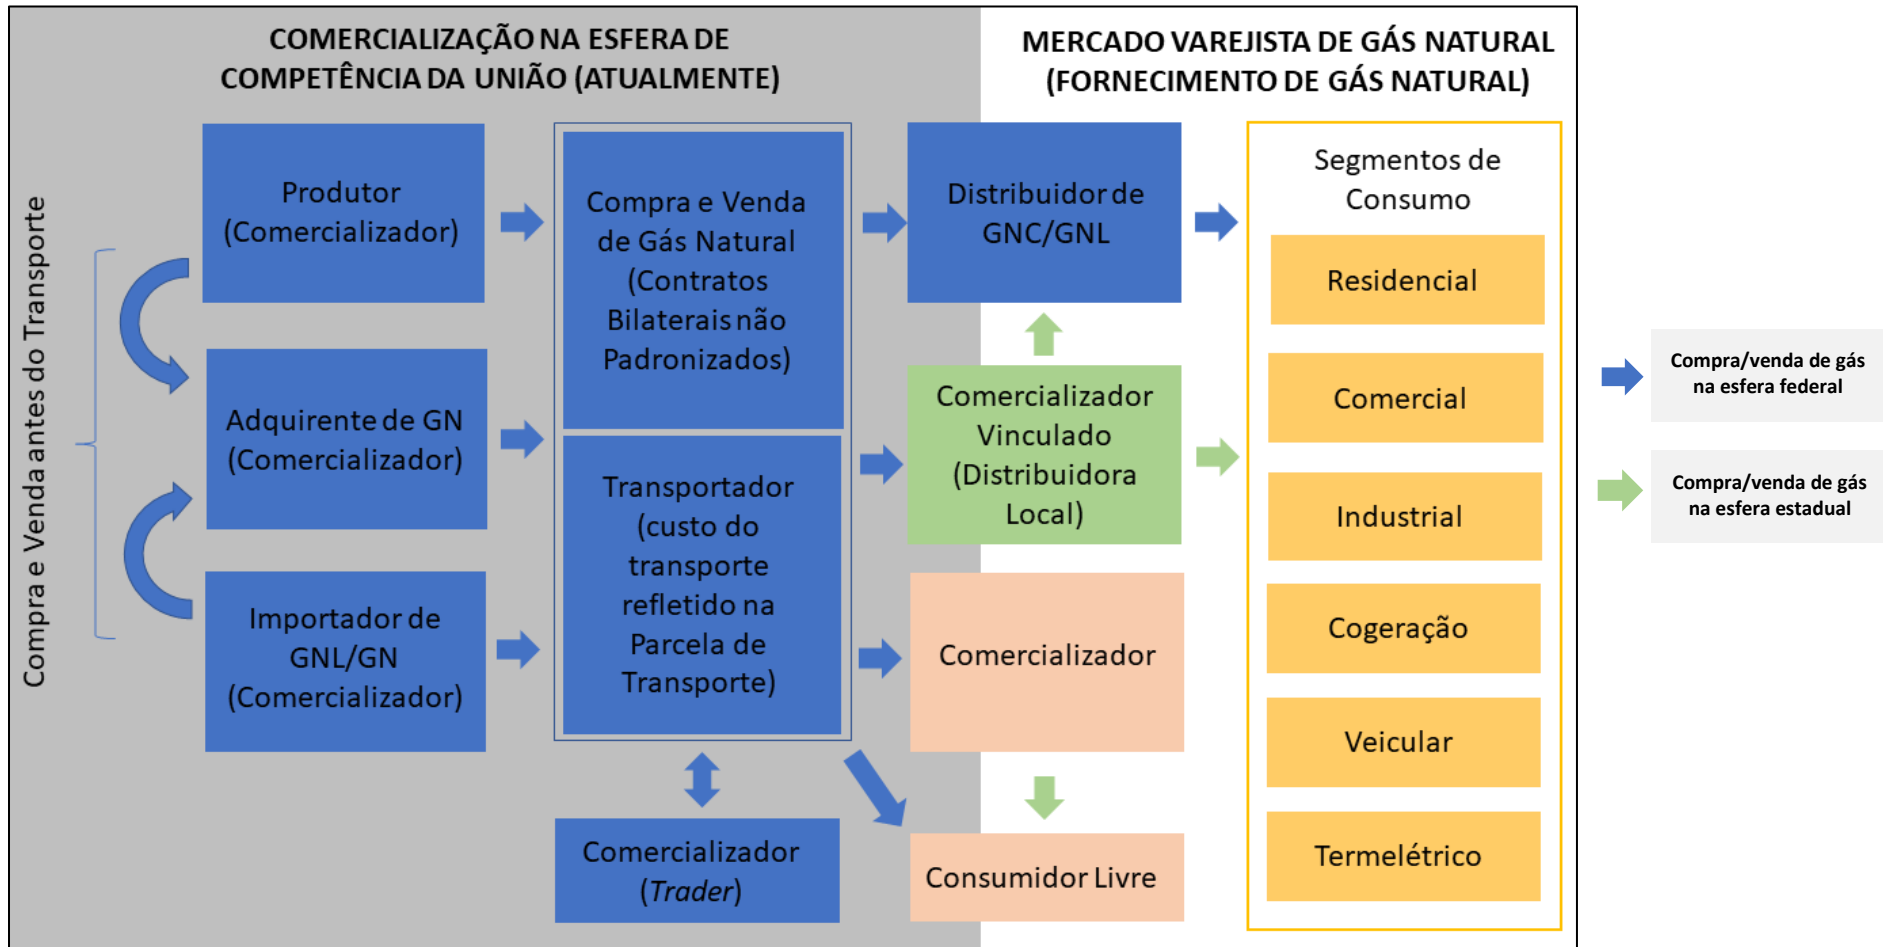 COMERCIALIZAÇÃO NA ESFERA DE
COMPETÊNCIA DA UNIÃO (ATUALMENTE)
MERCADO VAREJISTA DE GÁS NATURAL
(FORNECIMENTO DE GÁS NATURAL)
Compra e Venda antes do Transporte
Produtor
(Comercializador)
Adquirente de GN
(Comercializador)
Importador de
GNL/GN
(Comercializador)
Compra e Venda
de Gás Natural
(Contratos
Bilaterais não
Padronizados)
Transportador
(custo do
transporte
refletido na
Parcela de
Transporte)
Comercializador
(Trader)
Distribuidor de
GNC/GNL
Comercializador
Vinculado
(Distribuidora
Local)
Comercializador
Consumidor Livre
Segmentos de
Consumo
Residencial
Comercial
Industrial
Cogeração
Veicular
Termelétrico
Compra/venda de gás
na esfera federal
Compra/venda de gás
na esfera estadual